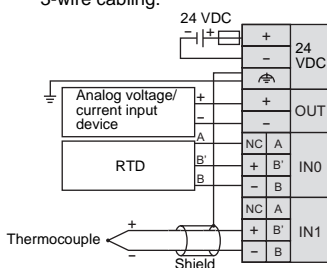 3-wire cabling.
24 VDC
− +
+
−
24
VDC
Analog voltage/
current input
device
+
−
+
−
OUT
RTD
A
B'
B
NC A
+ B'
− B
IN0
Thermocouple
+
−
Shield
NC A
+ B'
− B
IN1